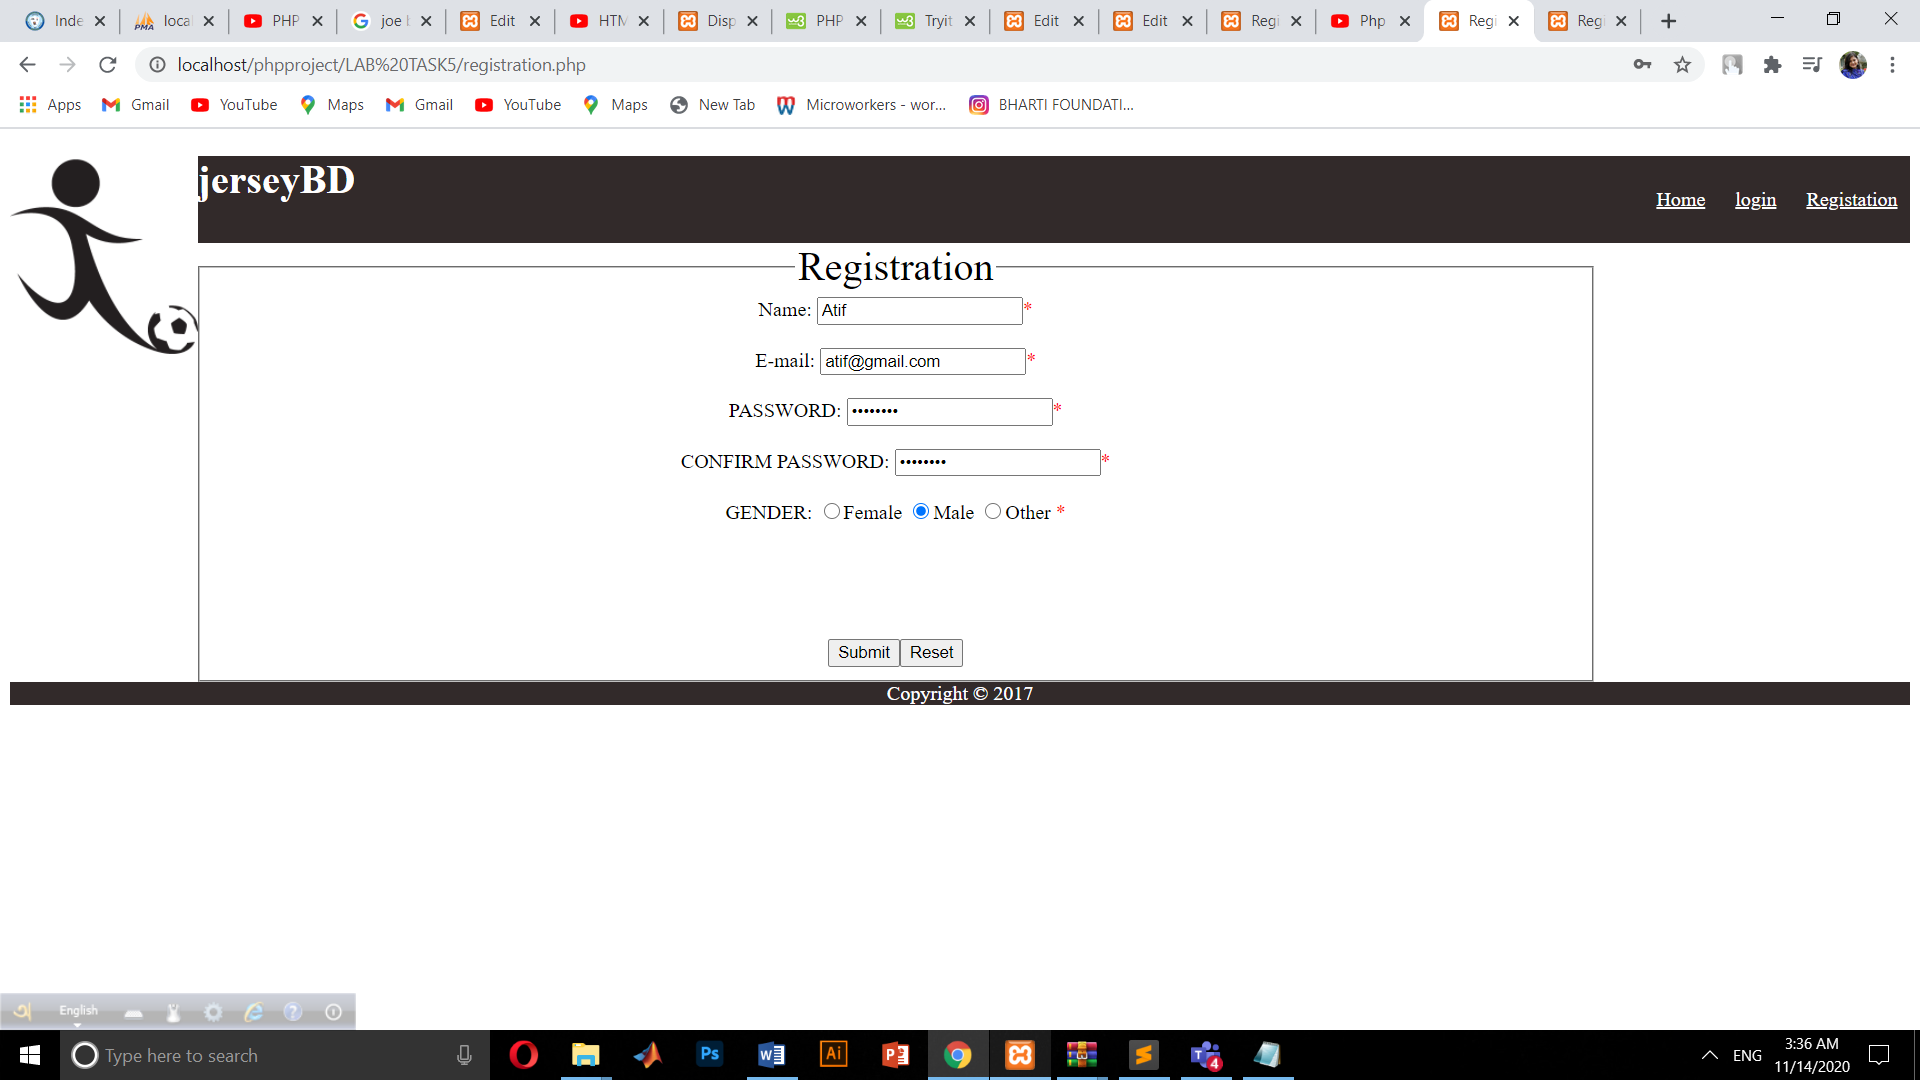 Inde loca PHP joe b Edit HTM Disp PHP Tryit Edit Edit Regi Php Regi Regi
localhost/phpproject/LAB%20TASK5/registration.php
Apps Gmail YouTube Maps Gmail YouTube Maps New Tab Microworkers - wor... BHARTI FOUNDATI...
jerseyBD
Home login Registation
Registration
Name: Atif*
E-mail: atif@gmail.com*
PASSWORD: ••••••••*
CONFIRM PASSWORD: ••••••••*
GENDER: Female Male Other *
Submit Reset
Copyright © 2017
English
Type here to search
ENG
3:36 AM
11/14/2020